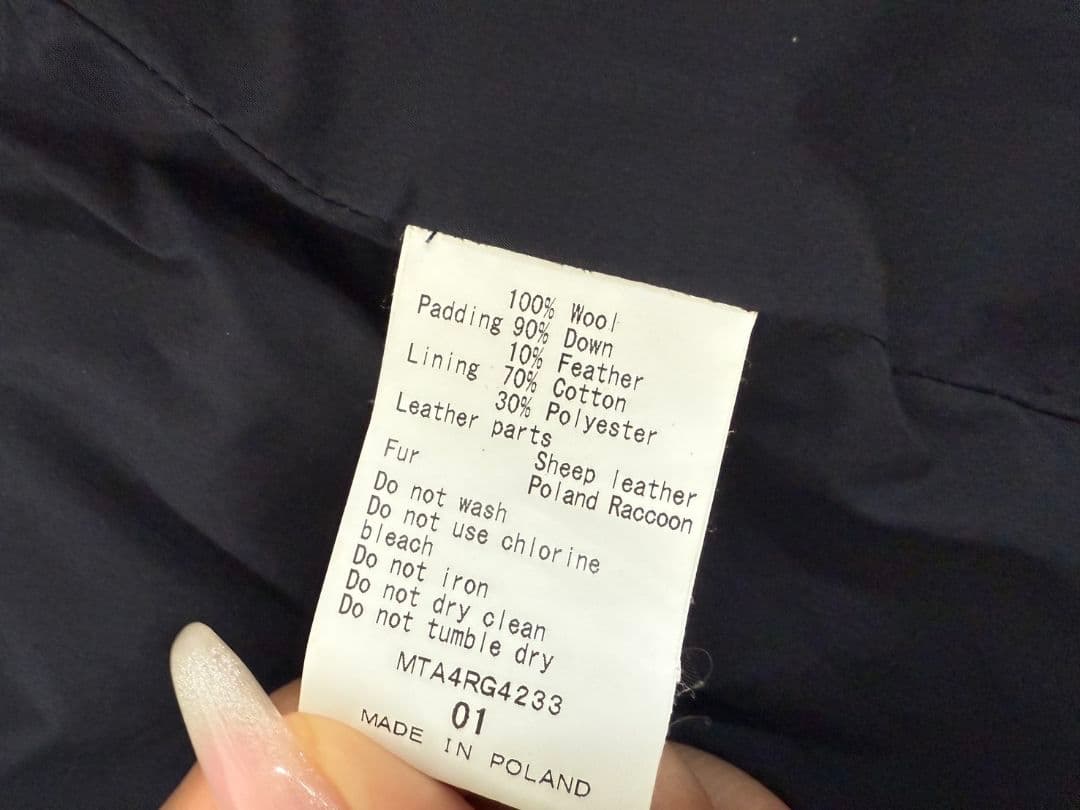 100% Wool
Padding 90% Down
10% Feather
Lining 70% Cotton
30% Polyester
Leather parts
Sheep leather
Fur Poland Raccoon
Do not wash
Do not use chlorine
bleach
Do not iron
Do not dry clean
Do not tumble dry
MTA4RG4233
01
MADE IN POLAND